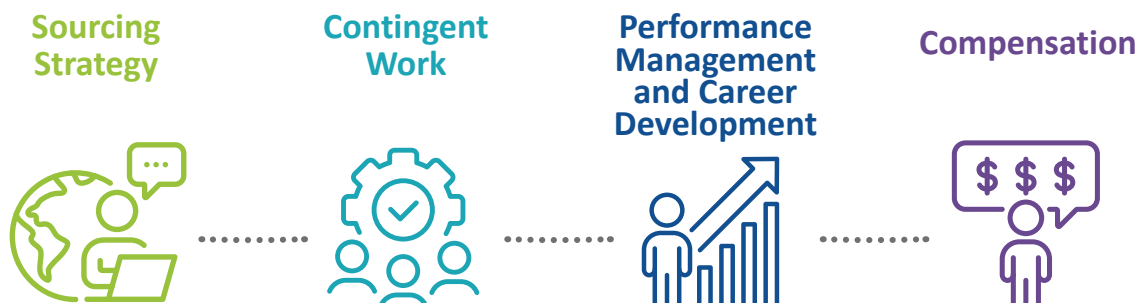 Sourcing
Strategy
Contingent
Work
Performance
Management
and Career
Development
Compensation
$ $ $